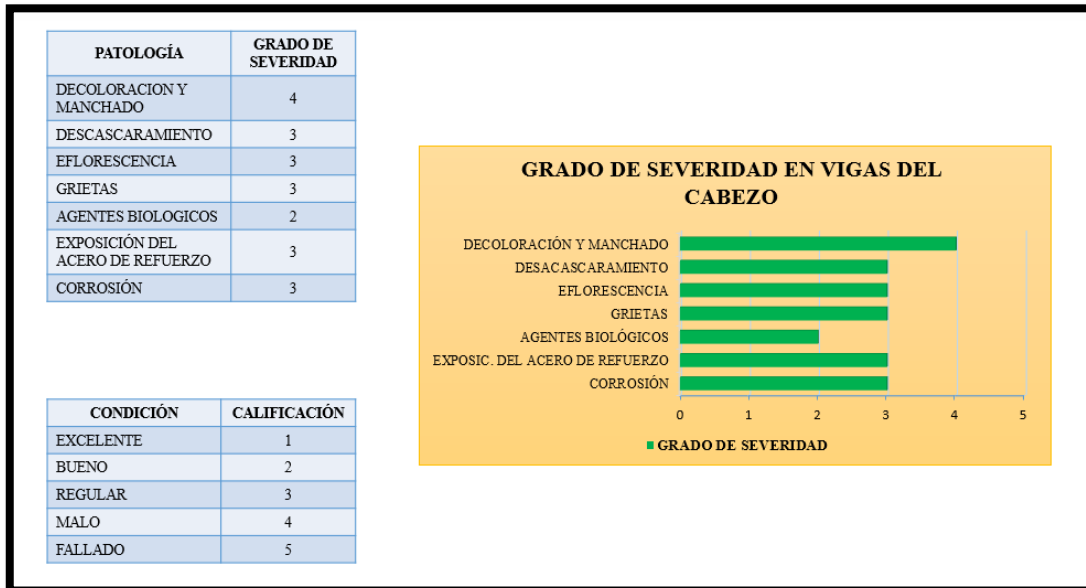 PATOLOGÍA
GRADO DE
SEVERIDAD
DECOLORACION Y
MANCHADO
4
DESCASCARAMIENTO
3
EFLORESCENCIA
3
GRIETAS
3
AGENTES BIOLOGICOS
2
EXPOSICIÓN DEL
ACERO DE REFUERZO
3
CORROSIÓN
3
CONDICIÓN
CALIFICACIÓN
EXCELENTE
1
BUENO
2
REGULAR
3
MALO
4
FALLADO
5
GRADO DE SEVERIDAD EN VIGAS DEL
CABEZO
DECOLORACIÓN Y MANCHADO
DESACASCARAMIENTO
EFLORESCENCIA
GRIETAS
AGENTES BIOLÓGICOS
EXPOSIC. DEL ACERO DE REFUERZO
CORROSIÓN
0 1 2 3 4 5
GRADO DE SEVERIDAD